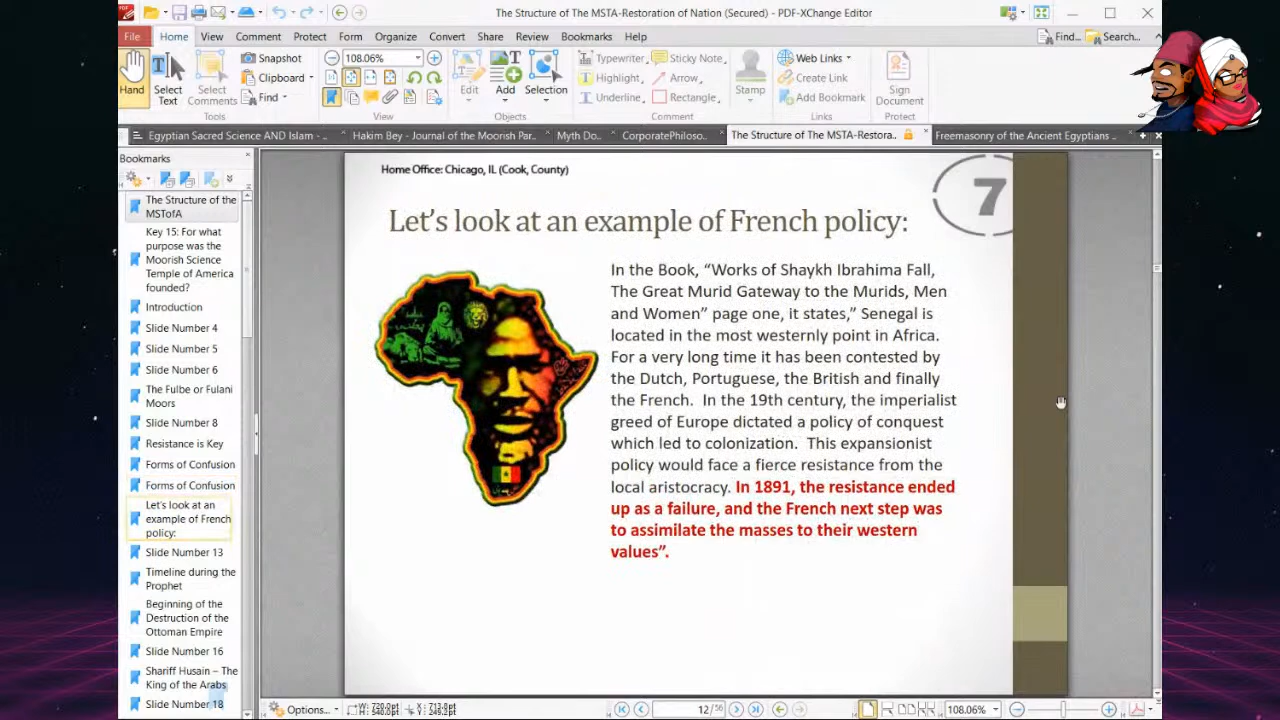 The Structure of The MSTA-Restoration of Nation (Secured) - PDF-XChange Editor
File Home View Comment Protect Form Organize Convert Share Review Bookmarks Help
Find... Search...
Hand
Select Text
Select Comments
Snapshot
Clipboard
Find
Tools
108.06%
View
Edit
Add
Selection
Objects
Typewriter Sticky Note
Highlight Arrow
Underline Rectangle
Stamp
Comment
Web Links
Create Link
Add Bookmark
Links
Sign Document
Protect
Egyptian Sacred Science AND Islam - ...
Hakim Bey - Journal of the Moorish Par...
Myth Do...
CorporatePhiloso...
The Structure of The MSTA-Restora...
Freemasonry of the Ancient Egyptians ...
Bookmarks
The Structure of the
MSTofA
Key 15: For what
purpose was the
Moorish Science
Temple of America
founded?
Introduction
Slide Number 4
Slide Number 5
Slide Number 6
The Fulbe or Fulani
Moors
Slide Number 8
Resistance is Key
Forms of Confusion
Forms of Confusion
Let's look at an
example of French
policy:
Slide Number 13
Timeline during the
Prophet
Beginning of the
Destruction of the
Ottoman Empire
Slide Number 16
Shariff Husain – The
King of the Arabs
Slide Number 18
Home Office: Chicago, IL (Cook, County)
7
Let's look at an example of French policy:
In the Book, “Works of Shaykh Ibrahima Fall,
The Great Murid Gateway to the Murids, Men
and Women” page one, it states,” Senegal is
located in the most westernly point in Africa.
For a very long time it has been contested by
the Dutch, Portuguese, the British and finally
the French. In the 19th century, the imperialist
greed of Europe dictated a policy of conquest
which led to colonization. This expansionist
policy would face a fierce resistance from the
local aristocracy. In 1891, the resistance ended
up as a failure, and the French next step was
to assimilate the masses to their western
values”.
Options...
12/56
108.06%